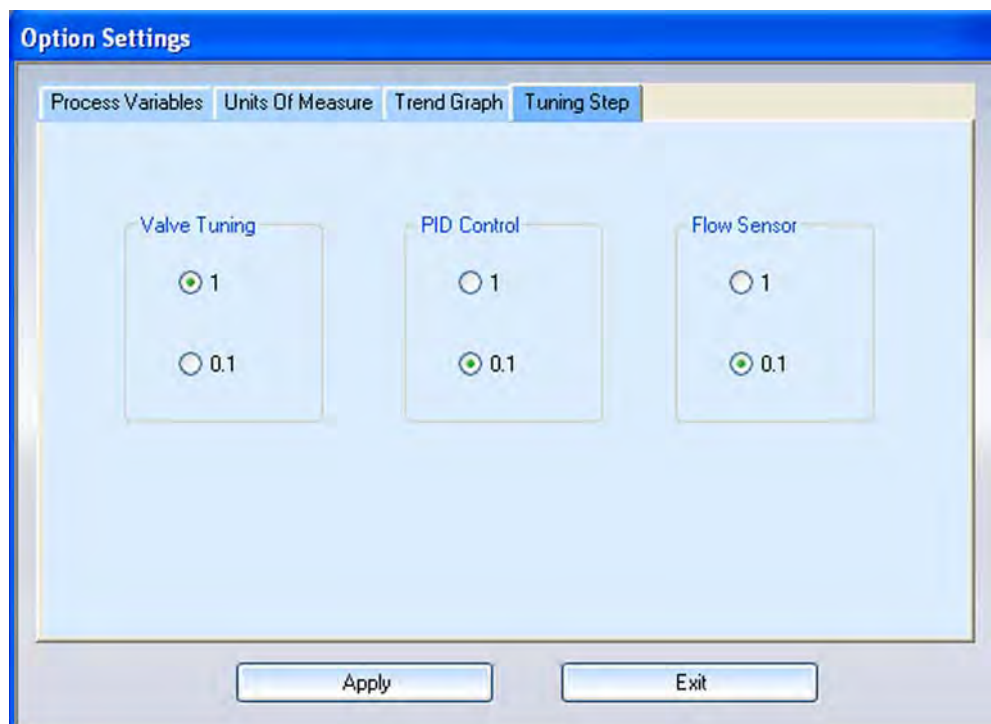 Option Settings
Process Variables Units Of Measure Trend Graph Tuning Step
Valve Tuning PID Control Flow Sensor
1 1 1
0.1 0.1 0.1
Apply Exit